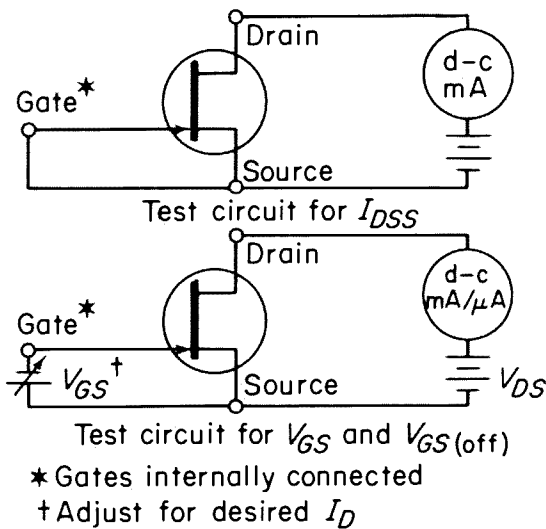 Drain
d-c
mA
Gate*
Source
Test circuit for I_DSS
Drain
d-c
mA/μA
Gate*
V_GS†
Source
V_DS
Test circuit for V_GS and V_GS(off)
* Gates internally connected
† Adjust for desired I_D